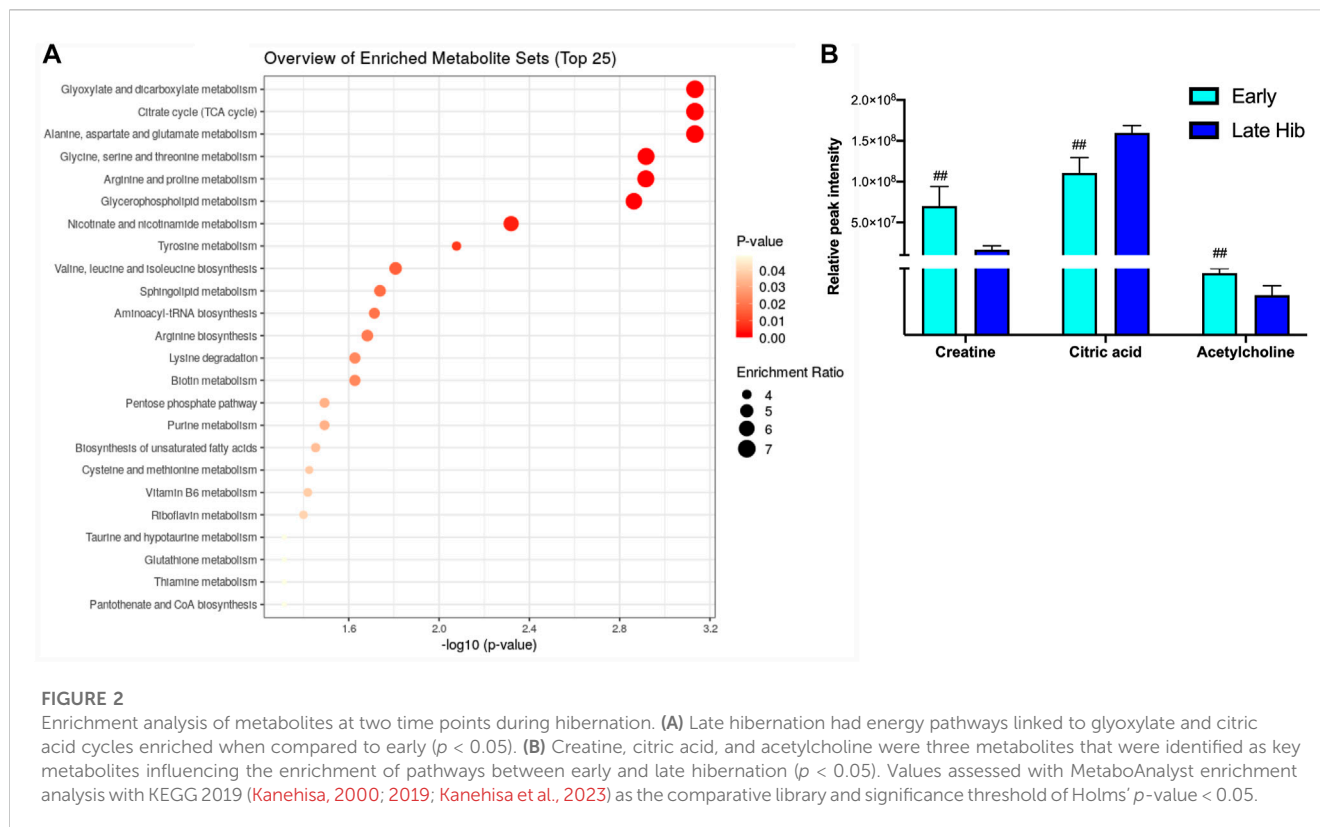 A
Overview of Enriched Metabolite Sets (Top 25)
Glyoxylate and dicarboxylate metabolism
Citrate cycle (TCA cycle)
Alanine, aspartate and glutamate metabolism
Glycine, serine and threonine metabolism
Arginine and proline metabolism
Glycerophospholipid metabolism
Nicotinate and nicotinamide metabolism
Tyrosine metabolism
Valine, leucine and isoleucine biosynthesis
Sphingolipid metabolism
Aminoacyl-tRNA biosynthesis
Arginine biosynthesis
Lysine degradation
Biotin metabolism
Pentose phosphate pathway
Purine metabolism
Biosynthesis of unsaturated fatty acids
Cysteine and methionine metabolism
Vitamin B6 metabolism
Riboflavin metabolism
Taurine and hypotaurine metabolism
Glutathione metabolism
Thiamine metabolism
Pantothenate and CoA biosynthesis
1.6 2.0 2.4 2.8 3.2
-log10 (p-value)
P-value
0.04
0.03
0.02
0.01
0.00
Enrichment Ratio
4
5
6
7
B
Early
Late Hib
Relative peak intensity
2.0×10⁸
1.5×10⁸
1.0×10⁸
5.0×10⁷
##
##
##
Creatine Citric acid Acetylcholine
FIGURE 2
Enrichment analysis of metabolites at two time points during hibernation. (A) Late hibernation had energy pathways linked to glyoxylate and citric
acid cycles enriched when compared to early (p < 0.05). (B) Creatine, citric acid, and acetylcholine were three metabolites that were identified as key
metabolites influencing the enrichment of pathways between early and late hibernation (p < 0.05). Values assessed with MetaboAnalyst enrichment
analysis with KEGG 2019 (Kanehisa, 2000; 2019; Kanehisa et al., 2023) as the comparative library and significance threshold of Holms' p-value < 0.05.